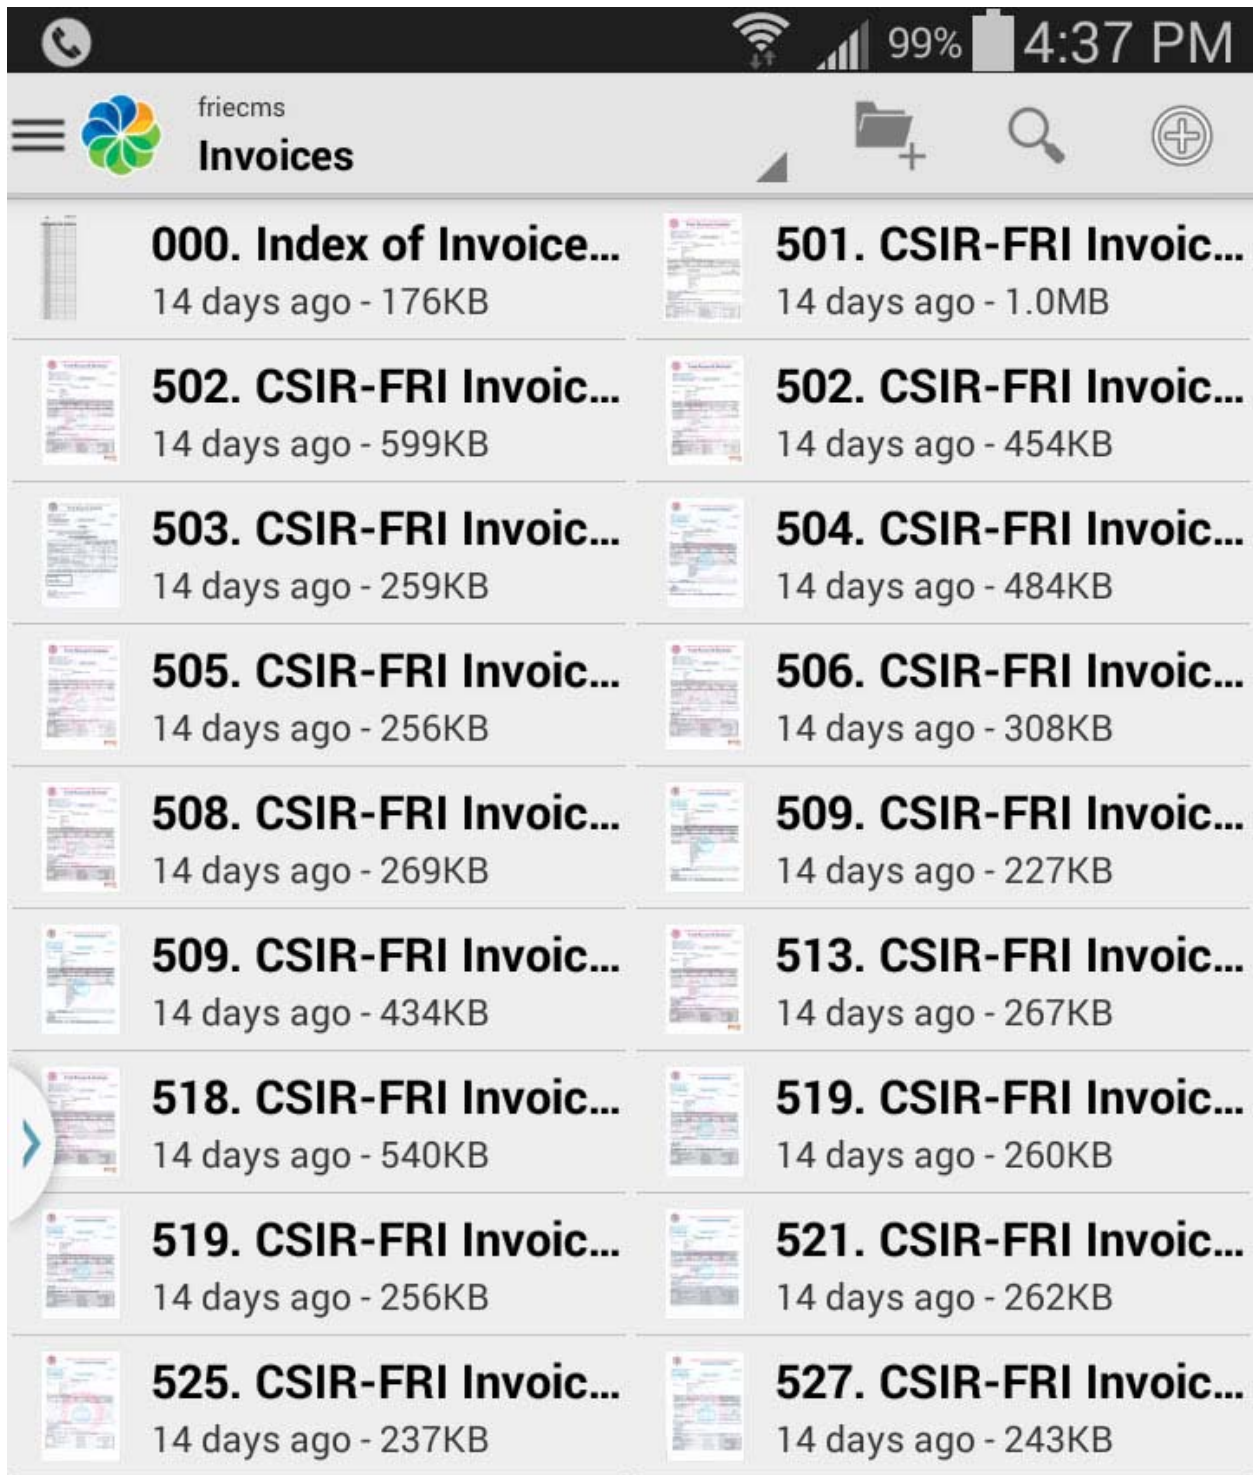 99% 4:37 PM
friecms
Invoices
000. Index of Invoice...
14 days ago - 176KB
501. CSIR-FRI Invoic...
14 days ago - 1.0MB
502. CSIR-FRI Invoic...
14 days ago - 599KB
502. CSIR-FRI Invoic...
14 days ago - 454KB
503. CSIR-FRI Invoic...
14 days ago - 259KB
504. CSIR-FRI Invoic...
14 days ago - 484KB
505. CSIR-FRI Invoic...
14 days ago - 256KB
506. CSIR-FRI Invoic...
14 days ago - 308KB
508. CSIR-FRI Invoic...
14 days ago - 269KB
509. CSIR-FRI Invoic...
14 days ago - 227KB
509. CSIR-FRI Invoic...
14 days ago - 434KB
513. CSIR-FRI Invoic...
14 days ago - 267KB
518. CSIR-FRI Invoic...
14 days ago - 540KB
519. CSIR-FRI Invoic...
14 days ago - 260KB
519. CSIR-FRI Invoic...
14 days ago - 256KB
521. CSIR-FRI Invoic...
14 days ago - 262KB
525. CSIR-FRI Invoic...
14 days ago - 237KB
527. CSIR-FRI Invoic...
14 days ago - 243KB